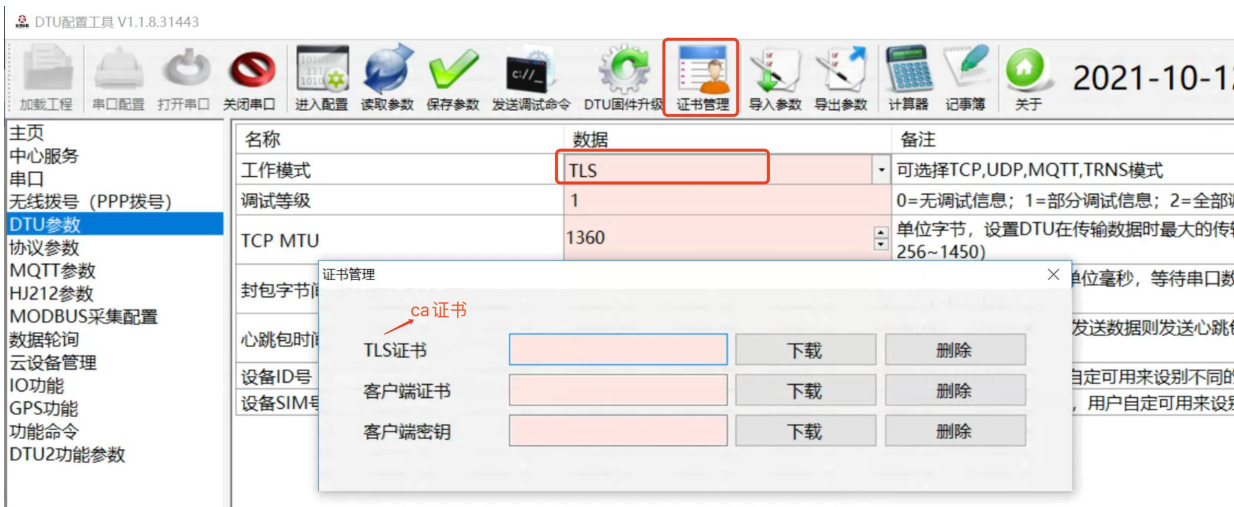 DTU配置工具 V1.1.8.31443
加载工程 串口配置 打开串口 关闭串口 进入配置 读取参数 保存参数 发送调试命令 DTU固件升级 证书管理 导入参数 导出参数 计算器 记事簿 关于 2021-10-12
主页
中心服务
串口
无线拨号（PPP拨号）
DTU参数
协议参数
MQTT参数
HJ212参数
MODBUS采集配置
数据轮询
云设备管理
IO功能
GPS功能
功能命令
DTU2功能参数
名称 数据 备注
工作模式 TLS 可选择TCP,UDP,MQTT,TRNS模式
调试等级 1 0=无调试信息；1=部分调试信息；2=全部
TCP MTU 1360 单位字节，设置DTU在传输数据时最大的传
256~1450)
封包字节 单位毫秒，等待串口数
心跳包时间 发送数据则发送心跳
设备ID号 自定可用来设别不同的
设备SIM号 ，用户自定可用来设
证书管理
ca证书
TLS证书 下载 删除
客户端证书 下载 删除
客户端密钥 下载 删除